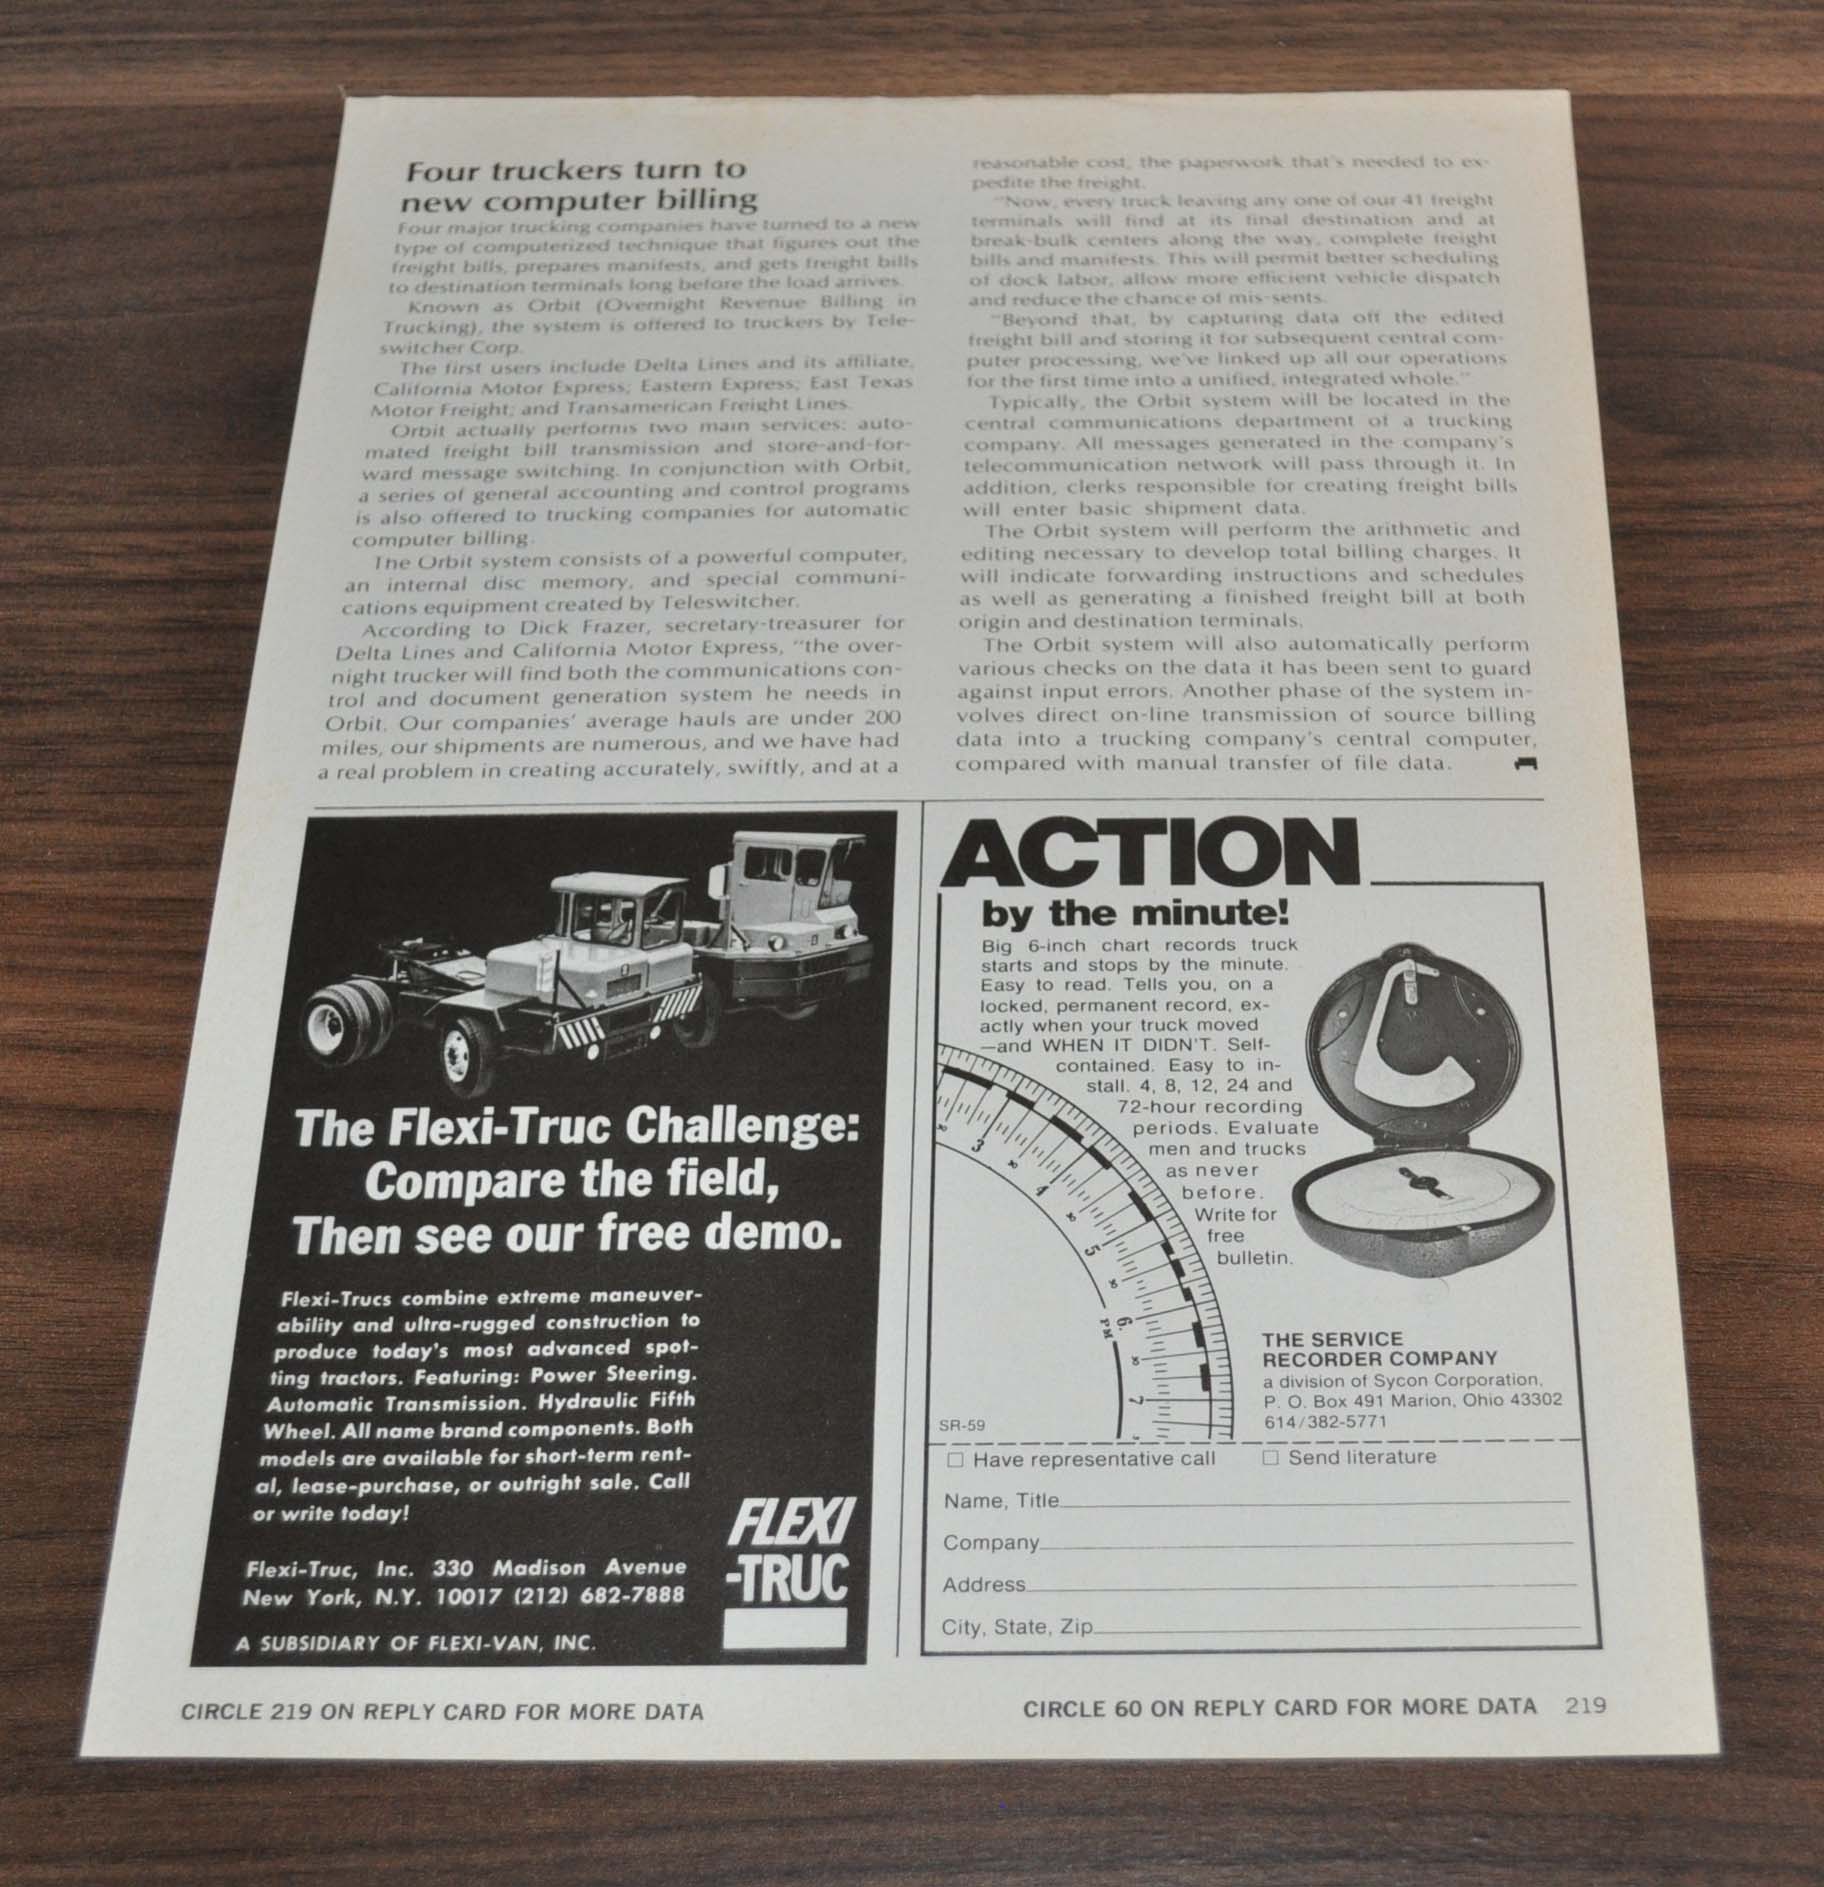 Four truckers turn to
new computer billing
Four major trucking companies have turned to a new
type of computerized technique that figures out the
freight bills, prepares manifests, and gets freight bills
to destination terminals long before the load arrives.
Known as Orbit (Overnight Revenue Billing in
Trucking), the system is offered to truckers by Tele-
switcher Corp.
The first users include Delta Lines and its affiliate,
California Motor Express; Eastern Express; East Texas
Motor Freight; and Transamerican Freight Lines.
Orbit actually performs two main services: auto-
mated freight bill transmission and store-and-for-
ward message switching. In conjunction with Orbit,
a series of general accounting and control programs
is also offered to trucking companies for automatic
computer billing.
The Orbit system consists of a powerful computer,
an internal disc memory, and special communi-
cations equipment created by Teleswitcher.
According to Dick Frazer, secretary-treasurer for
Delta Lines and California Motor Express, "the over-
night trucker will find both the communications con-
trol and document generation system he needs in
Orbit. Our companies' average hauls are under 200
miles, our shipments are numerous, and we have had
a real problem in creating accurately, swiftly, and at a
reasonable cost, the paperwork that's needed to ex-
pedite the freight.
"Now, every truck leaving any one of our 41 freight
terminals will find at its final destination and at
break-bulk centers along the way, complete freight
bills and manifests. This will permit better scheduling
of dock labor, allow more efficient vehicle dispatch
and reduce the chance of mis-sents.
"Beyond that, by capturing data off the edited
freight bill and storing it for subsequent central com-
puter processing, we've linked up all our operations
for the first time into a unified, integrated whole."
Typically, the Orbit system will be located in the
central communications department of a trucking
company. All messages generated in the company's
telecommunication network will pass through it. In
addition, clerks responsible for creating freight bills
will enter basic shipment data.
The Orbit system will perform the arithmetic and
editing necessary to develop total billing charges. It
will indicate forwarding instructions and schedules
as well as generating a finished freight bill at both
origin and destination terminals.
The Orbit system will also automatically perform
various checks on the data it has been sent to guard
against input errors. Another phase of the system in-
volves direct on-line transmission of source billing
data into a trucking company's central computer,
compared with manual transfer of file data.
The Flexi-Truc Challenge:
Compare the field,
Then see our free demo.
Flexi-Trucs combine extreme maneuver-
ability and ultra-rugged construction to
produce today's most advanced spot-
ting tractors. Featuring: Power Steering.
Automatic Transmission. Hydraulic Fifth
Wheel. All name brand components. Both
models are available for short-term rent-
al, lease-purchase, or outright sale. Call
or write today!
Flexi-Truc, Inc. 330 Madison Avenue
New York, N.Y. 10017 (212) 682-7888
A SUBSIDIARY OF FLEXI-VAN, INC.
FLEXI
-TRUC
CIRCLE 219 ON REPLY CARD FOR MORE DATA
ACTION
by the minute!
Big 6-inch chart records truck
starts and stops by the minute.
Easy to read. Tells you, on a
locked, permanent record, ex-
actly when your truck moved
—and WHEN IT DIDN'T. Self-
contained. Easy to in-
stall. 4, 8, 12, 24 and
72-hour recording
periods. Evaluate
men and trucks
as never
before.
Write for
free
bulletin.
3
4
5
6
PM
7
THE SERVICE
RECORDER COMPANY
a division of Sycon Corporation,
P. O. Box 491 Marion, Ohio 43302
614/382-5771
SR-59
Have representative call
Send literature
Name, Title
Company
Address
City, State, Zip
CIRCLE 60 ON REPLY CARD FOR MORE DATA 219